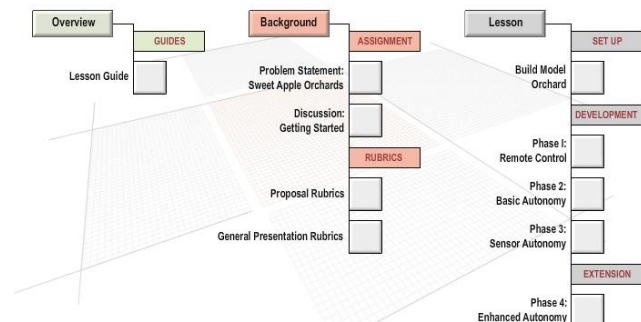 Overview
GUIDES
Lesson Guide
Background
ASSIGNMENT
Problem Statement:
Sweet Apple Orchards
Discussion:
Getting Started
RUBRICS
Proposal Rubrics
General Presentation Rubrics
Lesson
SET UP
Build Model
Orchard
DEVELOPMENT
Phase I:
Remote Control
Phase 2:
Basic Autonomy
Phase 3:
Sensor Autonomy
EXTENSION
Phase 4:
Enhanced Autonomy